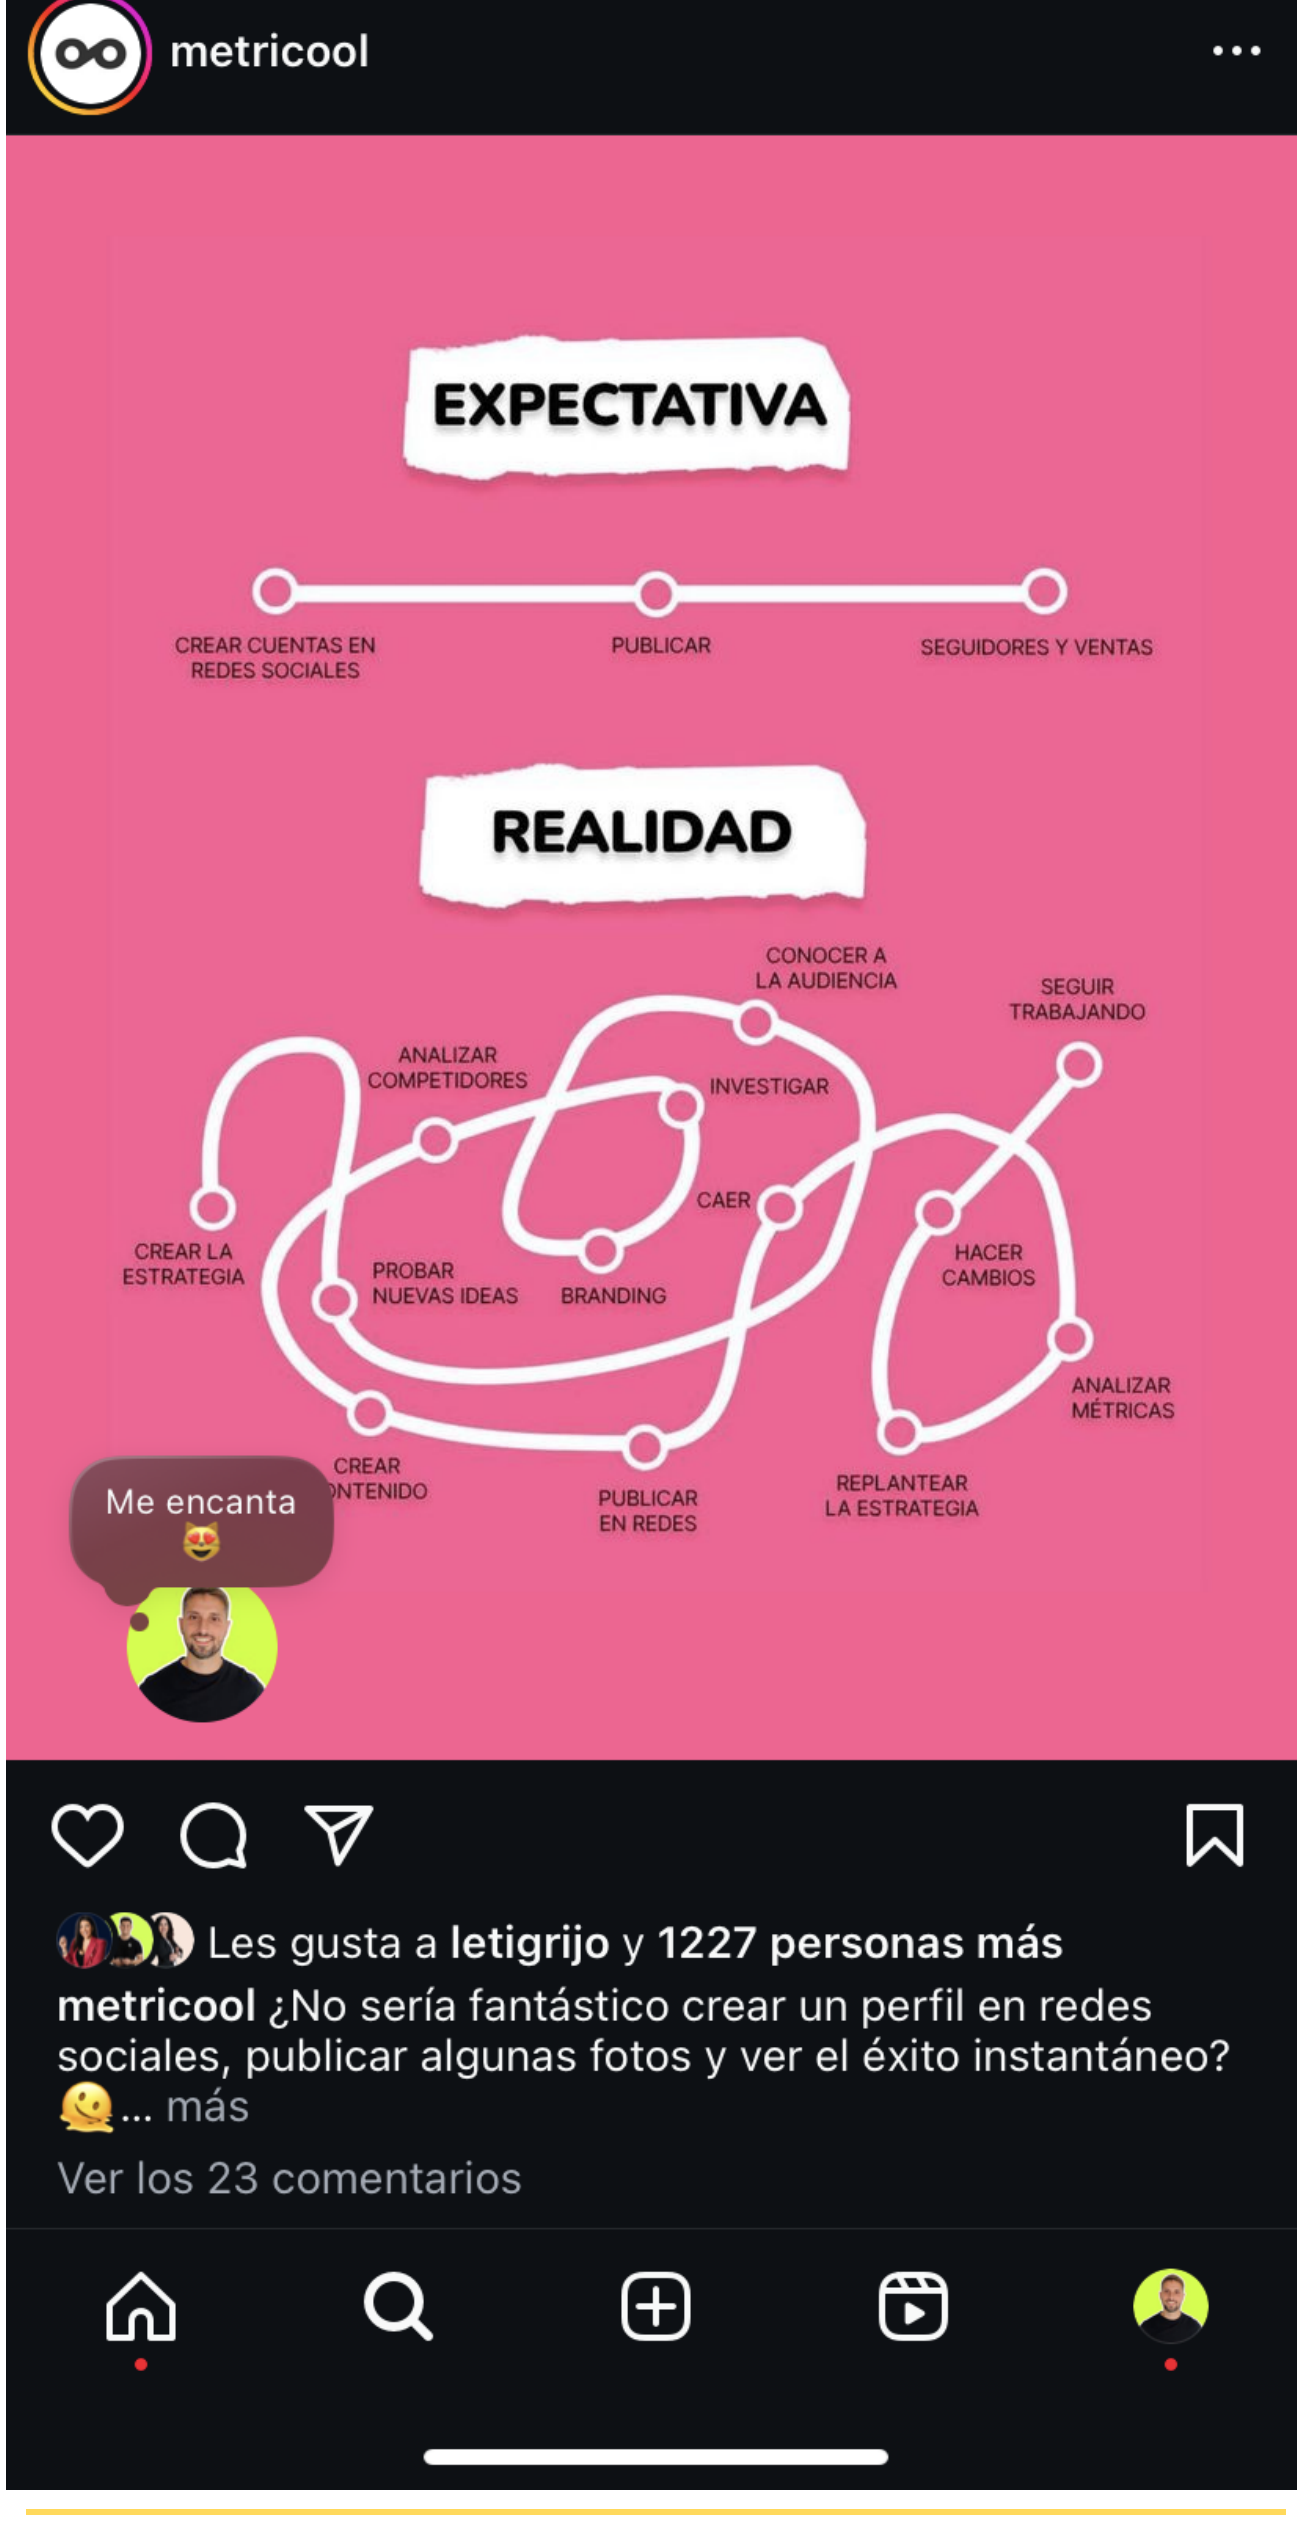 metricool
EXPECTATIVA
CREAR CUENTAS EN
REDES SOCIALES
PUBLICAR
SEGUIDORES Y VENTAS
REALIDAD
CONOCER A
LA AUDIENCIA
SEGUIR
TRABAJANDO
ANALIZAR
COMPETIDORES
INVESTIGAR
CAER
CREAR LA
ESTRATEGIA
PROBAR
NUEVAS IDEAS
BRANDING
HACER
CAMBIOS
ANALIZAR
MÉTRICAS
CREAR
ONTENIDO
PUBLICAR
EN REDES
REPLANTEAR
LA ESTRATEGIA
Me encanta
😻
Les gusta a letigrijo y 1227 personas más
metricool ¿No sería fantástico crear un perfil en redes
sociales, publicar algunas fotos y ver el éxito instantáneo?
🫠... más
Ver los 23 comentarios